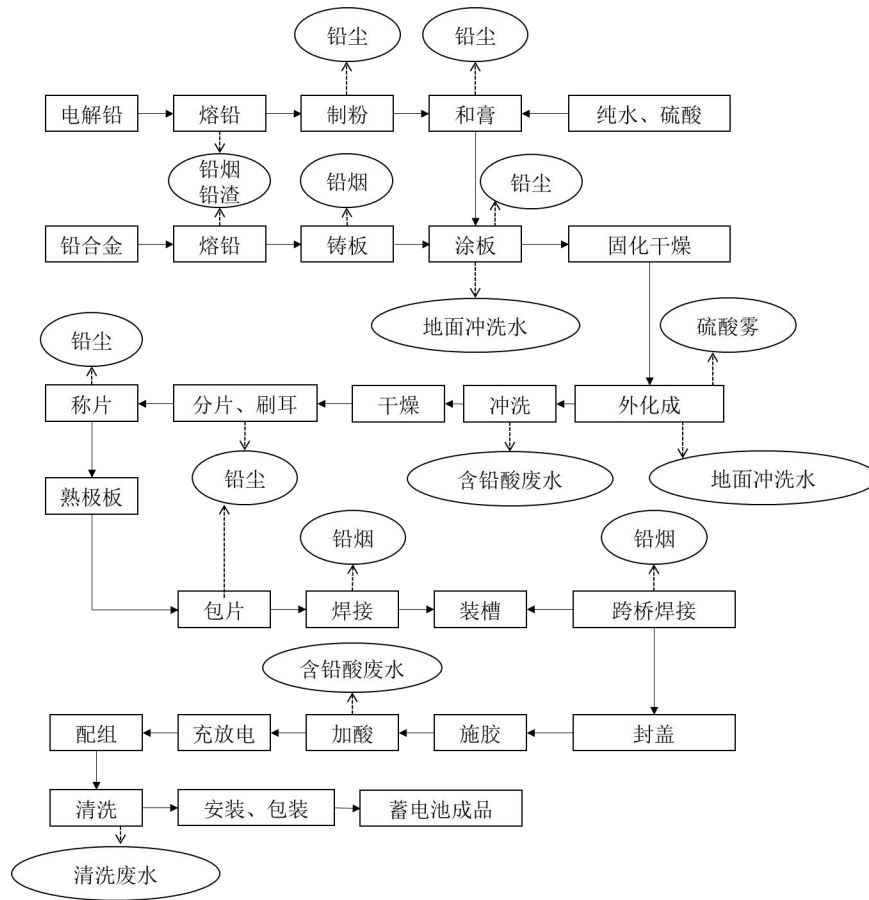 铅尘
铅尘
电解铅
熔铅
制粉
和膏
纯水、硫酸
铅烟
铅渣
铅烟
铅尘
铅合金
熔铅
铸板
涂板
固化干燥
地面冲洗水
硫酸雾
铅尘
称片
分片、刷耳
干燥
冲洗
外化成
铅尘
含铅酸废水
地面冲洗水
熟极板
铅烟
铅烟
包片
焊接
装槽
跨桥焊接
含铅酸废水
配组
充放电
加酸
施胶
封盖
清洗
安装、包装
蓄电池成品
清洗废水